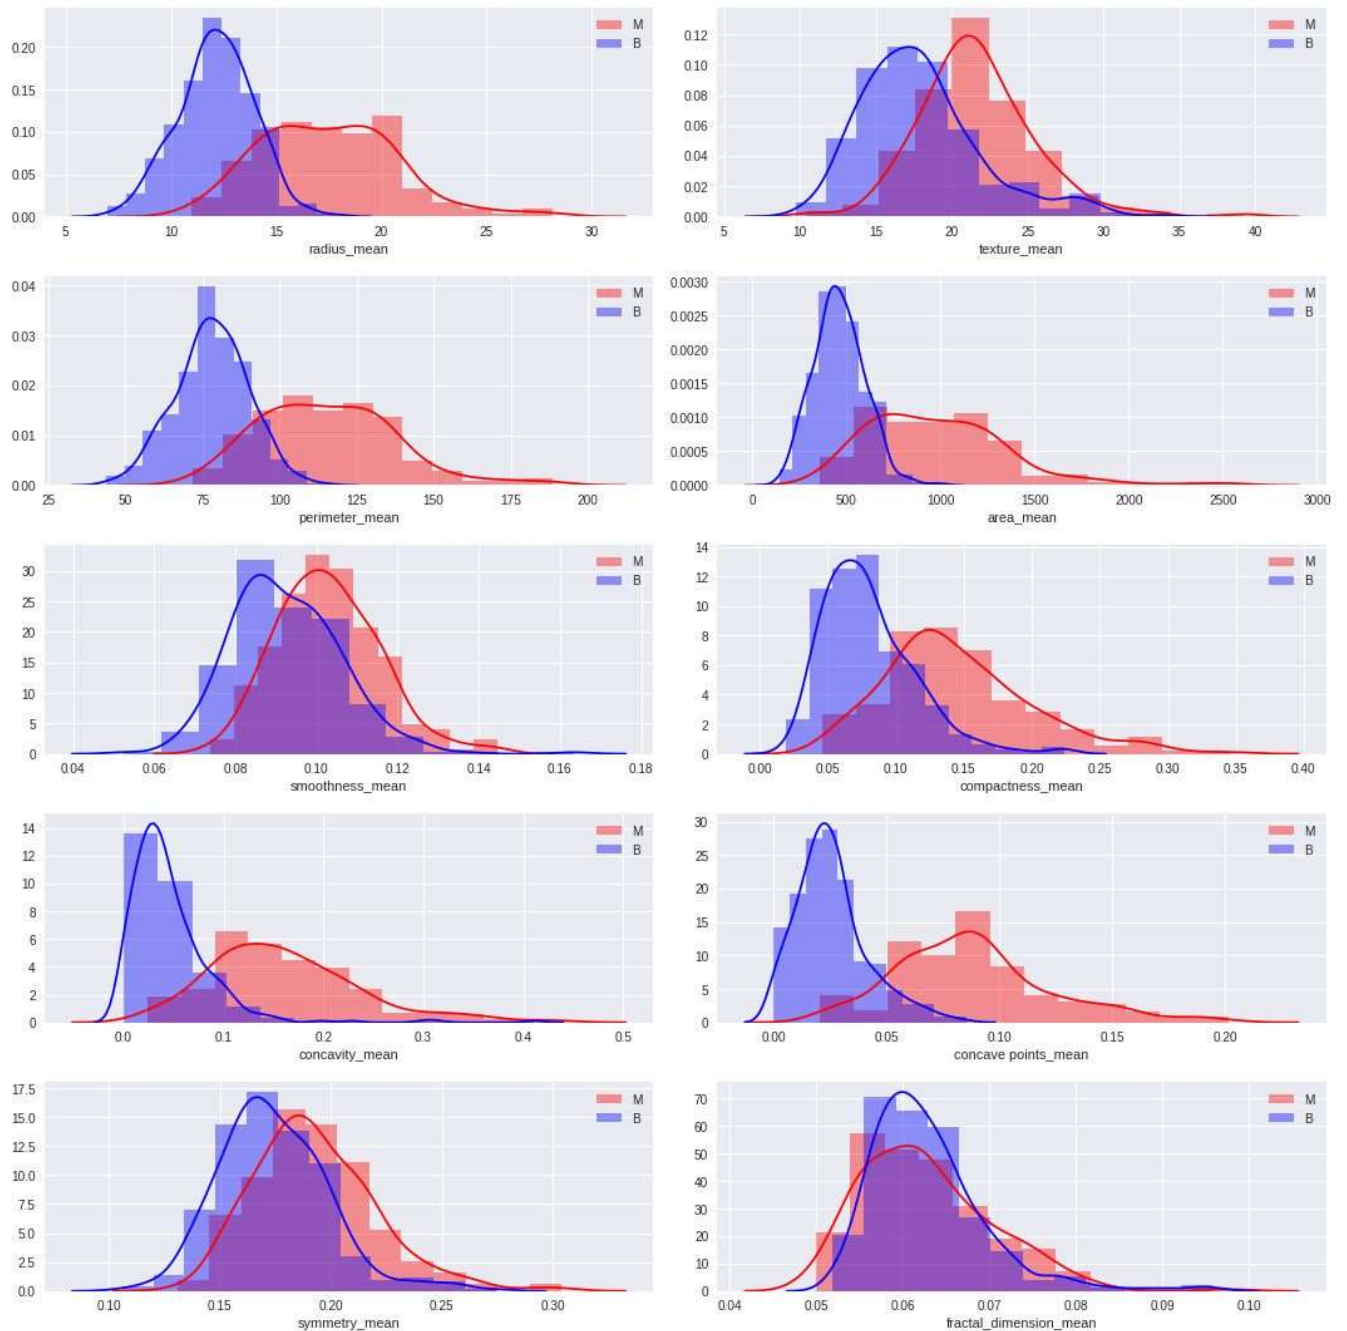 M
B
0.20
0.15
0.10
0.05
0.00
5 10 15 20 25 30
radius_mean
M
B
0.12
0.10
0.08
0.06
0.04
0.02
0.00
5 10 15 20 25 30 35 40
texture_mean
M
B
0.04
0.03
0.02
0.01
0.00
25 50 75 100 125 150 175 200
perimeter_mean
M
B
0.0030
0.0025
0.0020
0.0015
0.0010
0.0005
0.0000
0 500 1000 1500 2000 2500 3000
area_mean
M
B
30
25
20
15
10
5
0
0.04 0.06 0.08 0.10 0.12 0.14 0.16 0.18
smoothness_mean
M
B
14
12
10
8
6
4
2
0
0.00 0.05 0.10 0.15 0.20 0.25 0.30 0.35 0.40
compactness_mean
M
B
14
12
10
8
6
4
2
0
0.0 0.1 0.2 0.3 0.4 0.5
concavity_mean
M
B
30
25
20
15
10
5
0
0.00 0.05 0.10 0.15 0.20
concave points_mean
M
B
17.5
15.0
12.5
10.0
7.5
5.0
2.5
0.0
0.10 0.15 0.20 0.25 0.30
symmetry_mean
M
B
70
60
50
40
30
20
10
0
0.04 0.05 0.06 0.07 0.08 0.09 0.10
fractal_dimension_mean